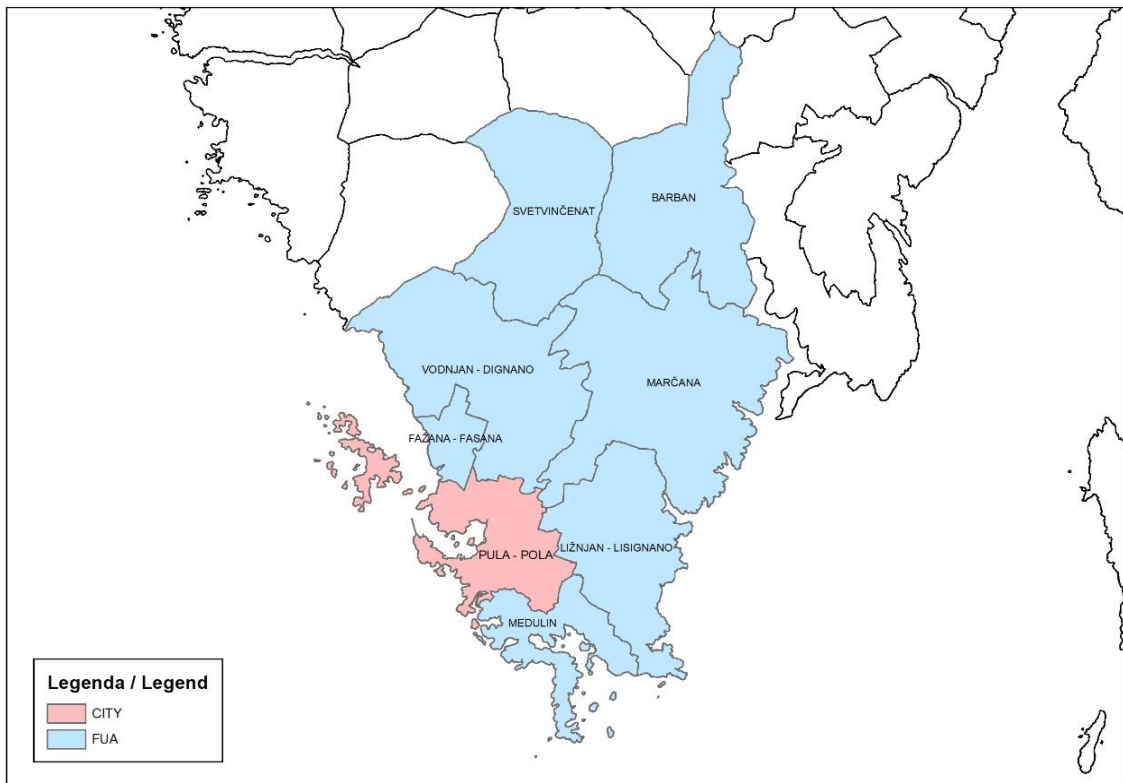 SVETVINČENAT
BARBAN
VODNJAN - DIGNANO
MARČANA
FAŽANA - FASANA
PULA - POLA
LIŽNJAN - LISIGNANO
MEDULIN
Legenda / Legend
CITY
FUA